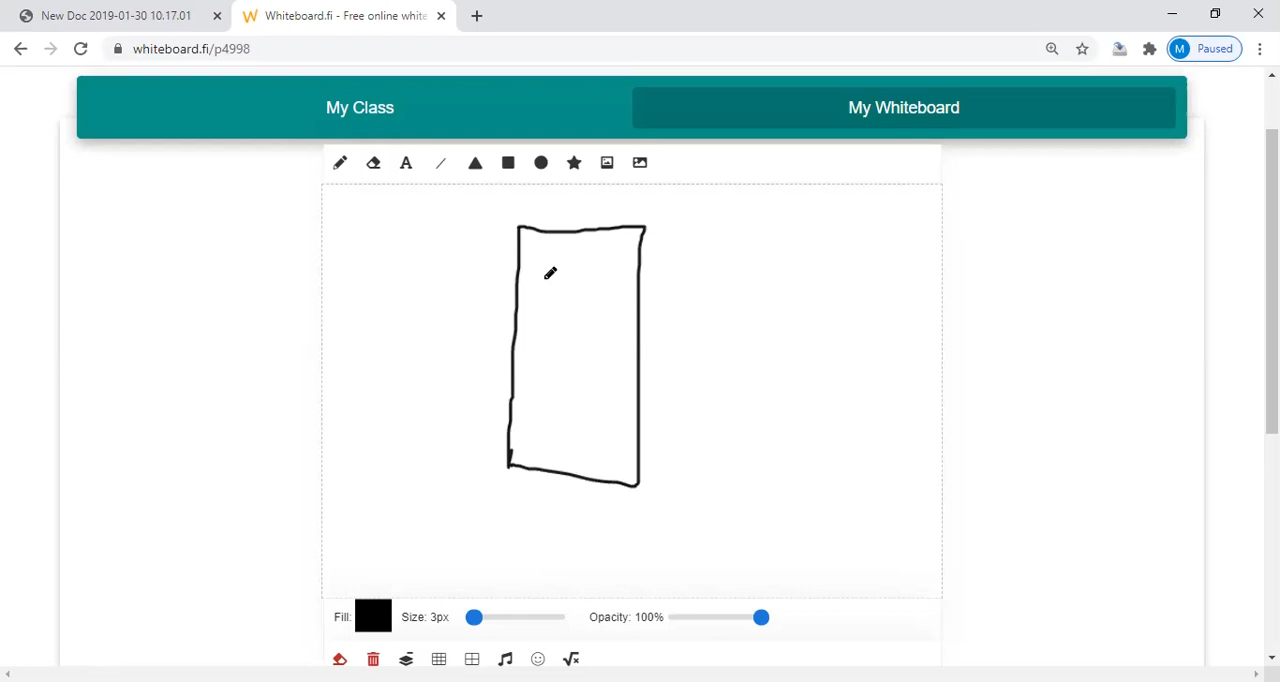 New Doc 2019-01-30 10.17.01
Whiteboard.fi - Free online white
whiteboard.fi/p4998
M Paused
My Class
My Whiteboard
A
Fill: Size: 3px Opacity: 100%